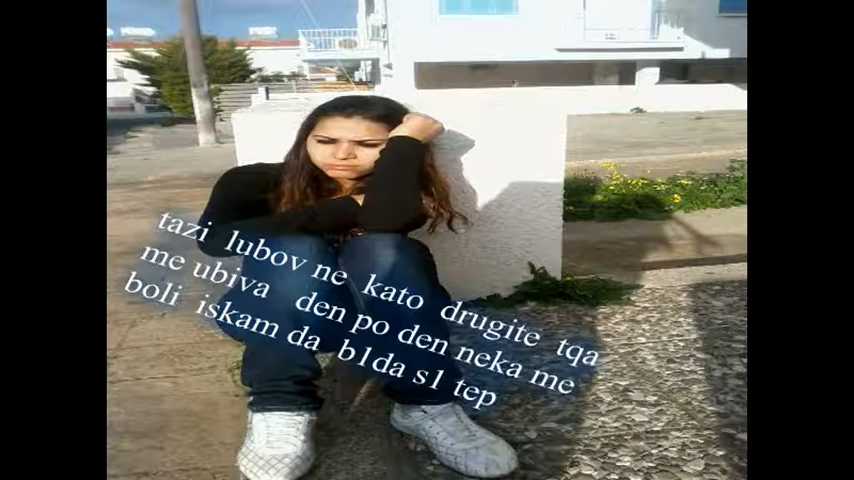 tazi lubov ne kato drugite tqa
me ubiva den po den neka me
boli iskam da b1da s1 tep